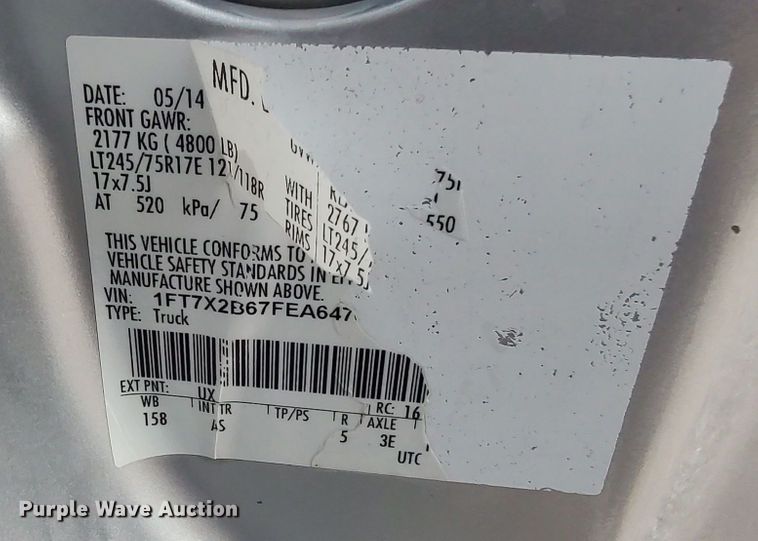 MFD.
DATE: 05/14
FRONT GAWR:
2177 KG ( 4800 LB)
LT245/75R17E 121/118R
17x7.5J
AT 520 kPa/ 75
WITH 2767
TIRES LT245/
RIMS 17x7.5J
75
550
THIS VEHICLE CONFORMS TO
VEHICLE SAFETY STANDARDS IN
MANUFACTURE SHOWN ABOVE.
VIN: 1FT7X2B67FEA647
TYPE: Truck
EXT PNT: UX RC: 16
WB INT TR TP/PS R AXLE
158 AS 5 3E
UTC
Purple Wave Auction